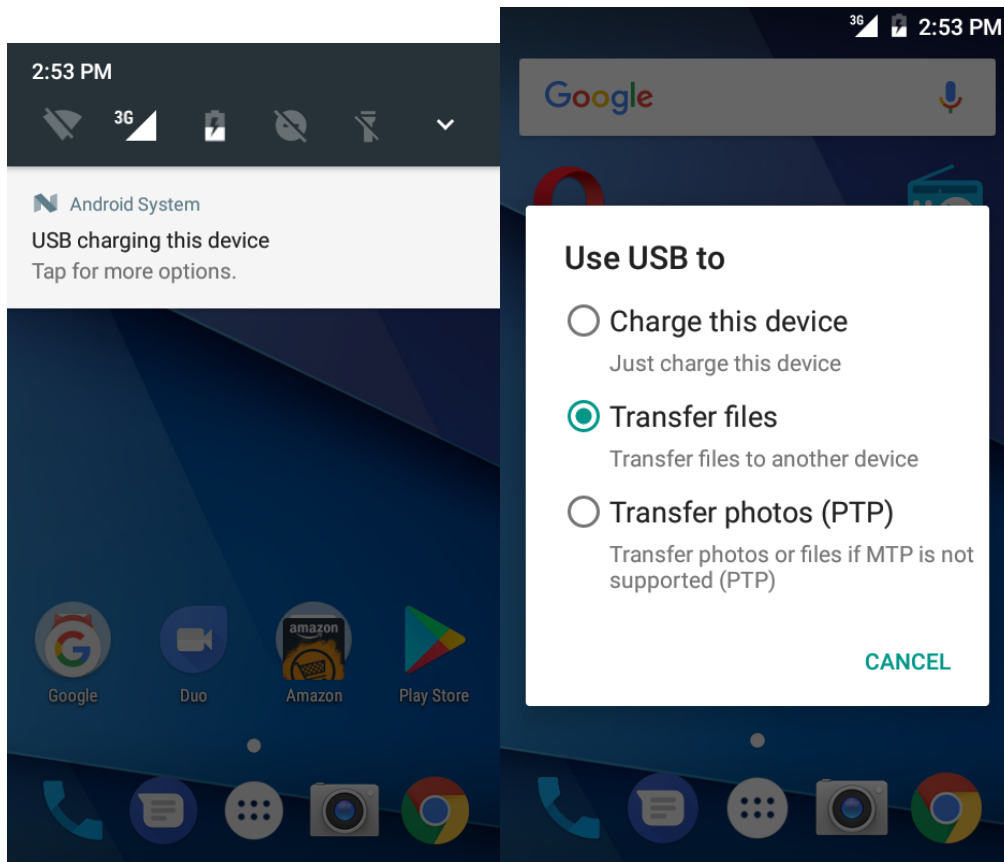 2:53 PM
3G
Android System
USB charging this device
Tap for more options.
amazon
Google
Duo
Amazon
Play Store
3G
2:53 PM
Google
Use USB to
Charge this device
Just charge this device
Transfer files
Transfer files to another device
Transfer photos (PTP)
Transfer photos or files if MTP is not
supported (PTP)
CANCEL